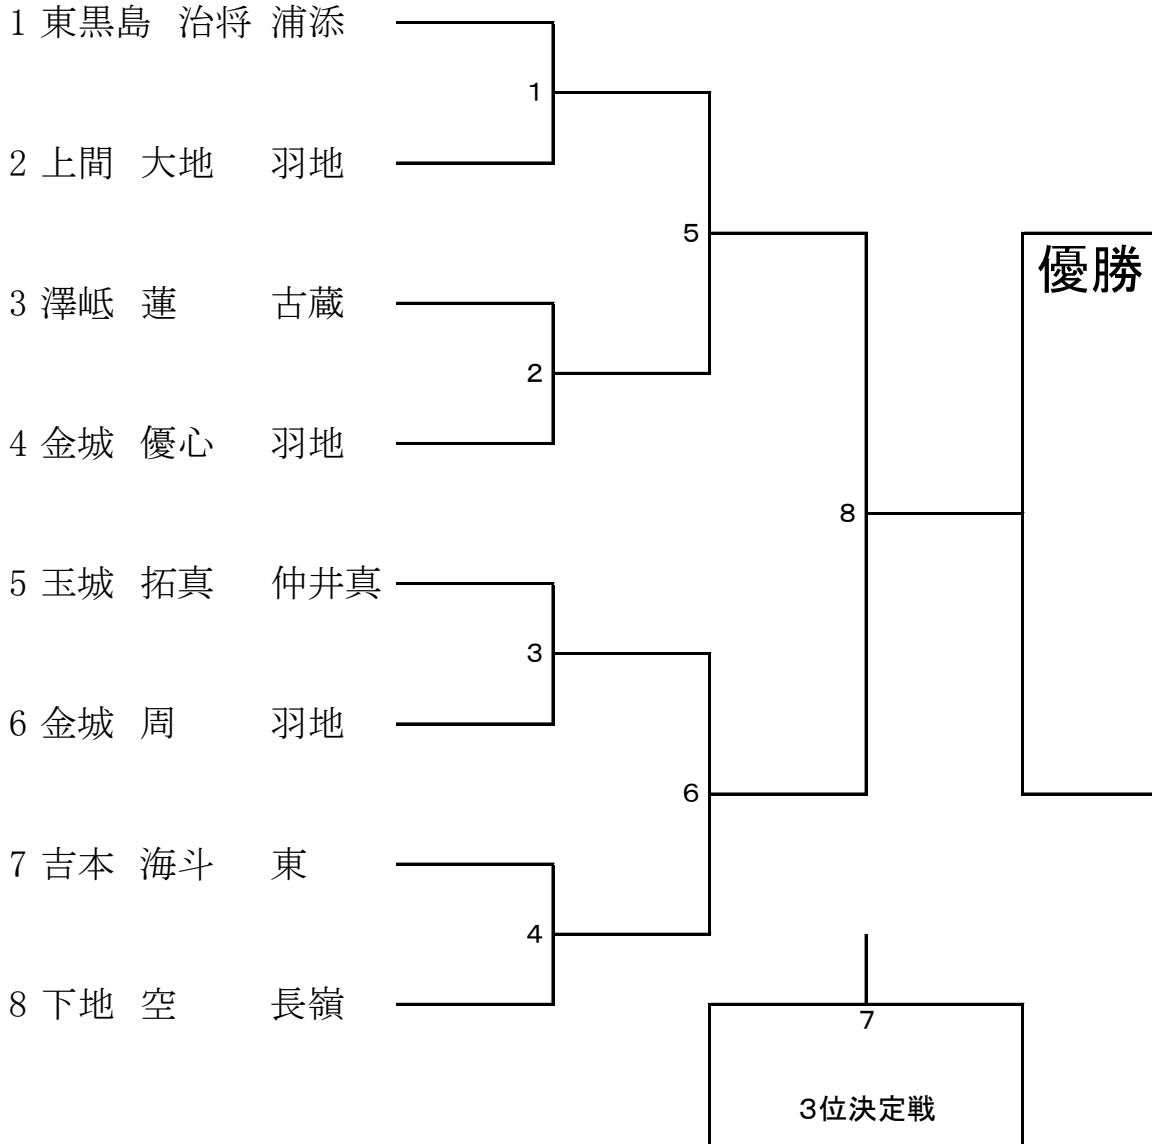 1 東黒島 治将 浦添
1
2 上間 大地 羽地
5
優勝
3 澤岻 蓮 古蔵
2
4 金城 優心 羽地
8
5 玉城 拓真 仲井真
3
6 金城 周 羽地
6
7 吉本 海斗 東
4
8 下地 空 長嶺
7
3位決定戦